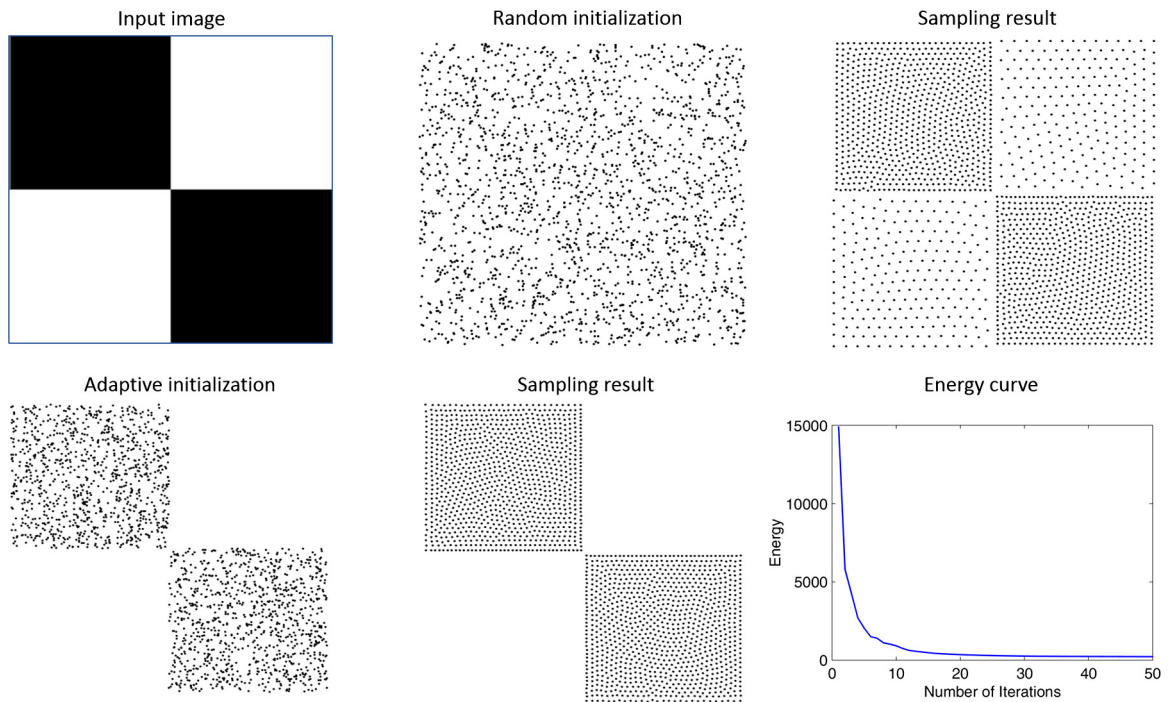 Input image
Random initialization
Sampling result
Adaptive initialization
Sampling result
Energy curve
15000
10000
5000
0
Energy
0 10 20 30 40 50
Number of Iterations